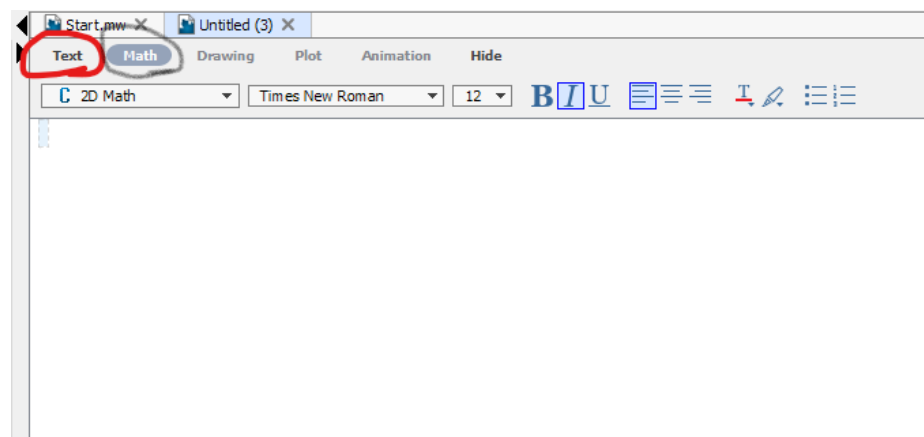 Start.mw Untitled (3)
Text Math Drawing Plot Animation Hide
C 2D Math Times New Roman 12 B I U T